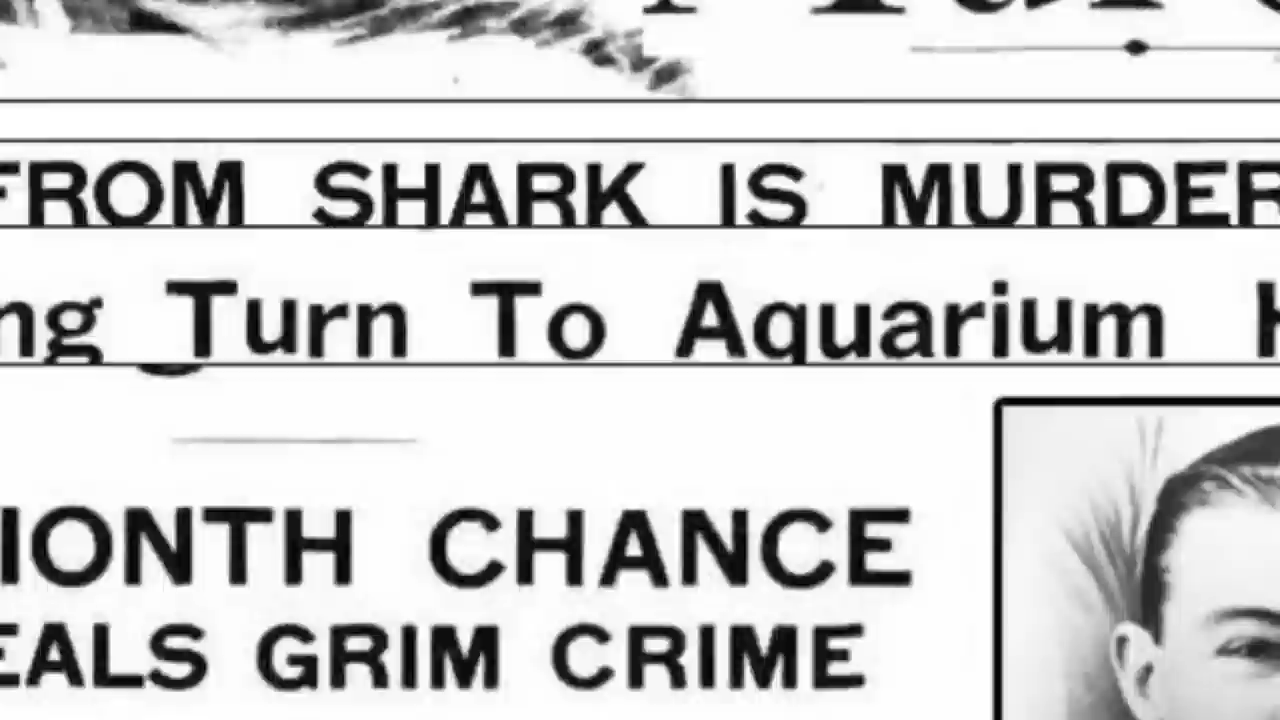 FROM SHARK IS MURDER
ng Turn To Aquarium
IONTH CHANCE
EALS GRIM CRIME